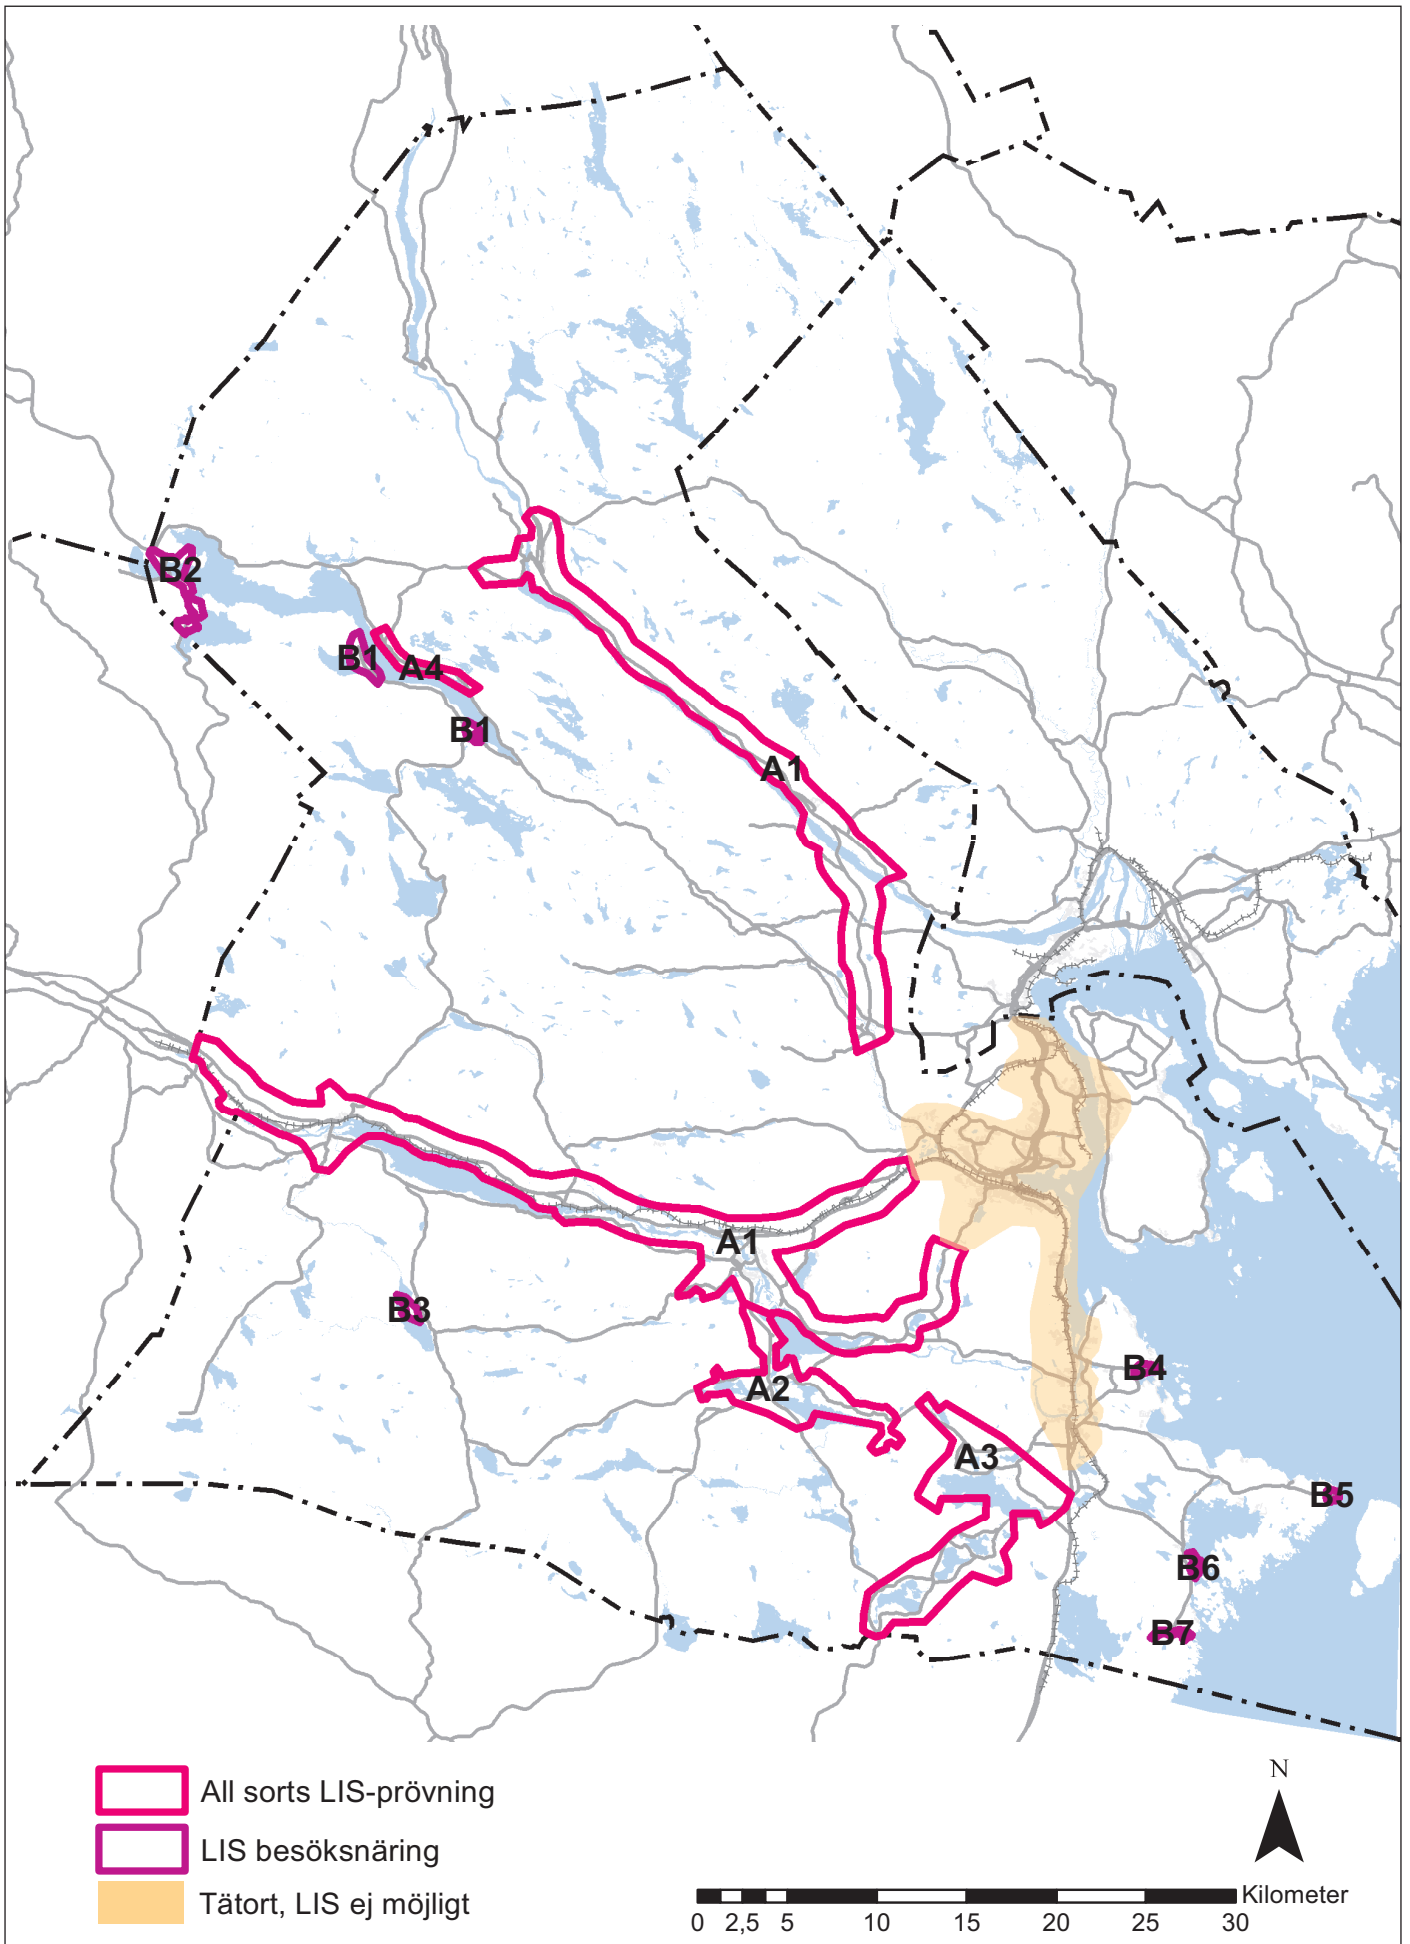 B2
B1
A4
B1
A1
A1
B3
A2
B4
A3
B5
B6
B7
All sorts LIS-prövning
LIS besöksnäring
Tätort, LIS ej möjligt
N
Kilometer
0 2,5 5 10 15 20 25 30